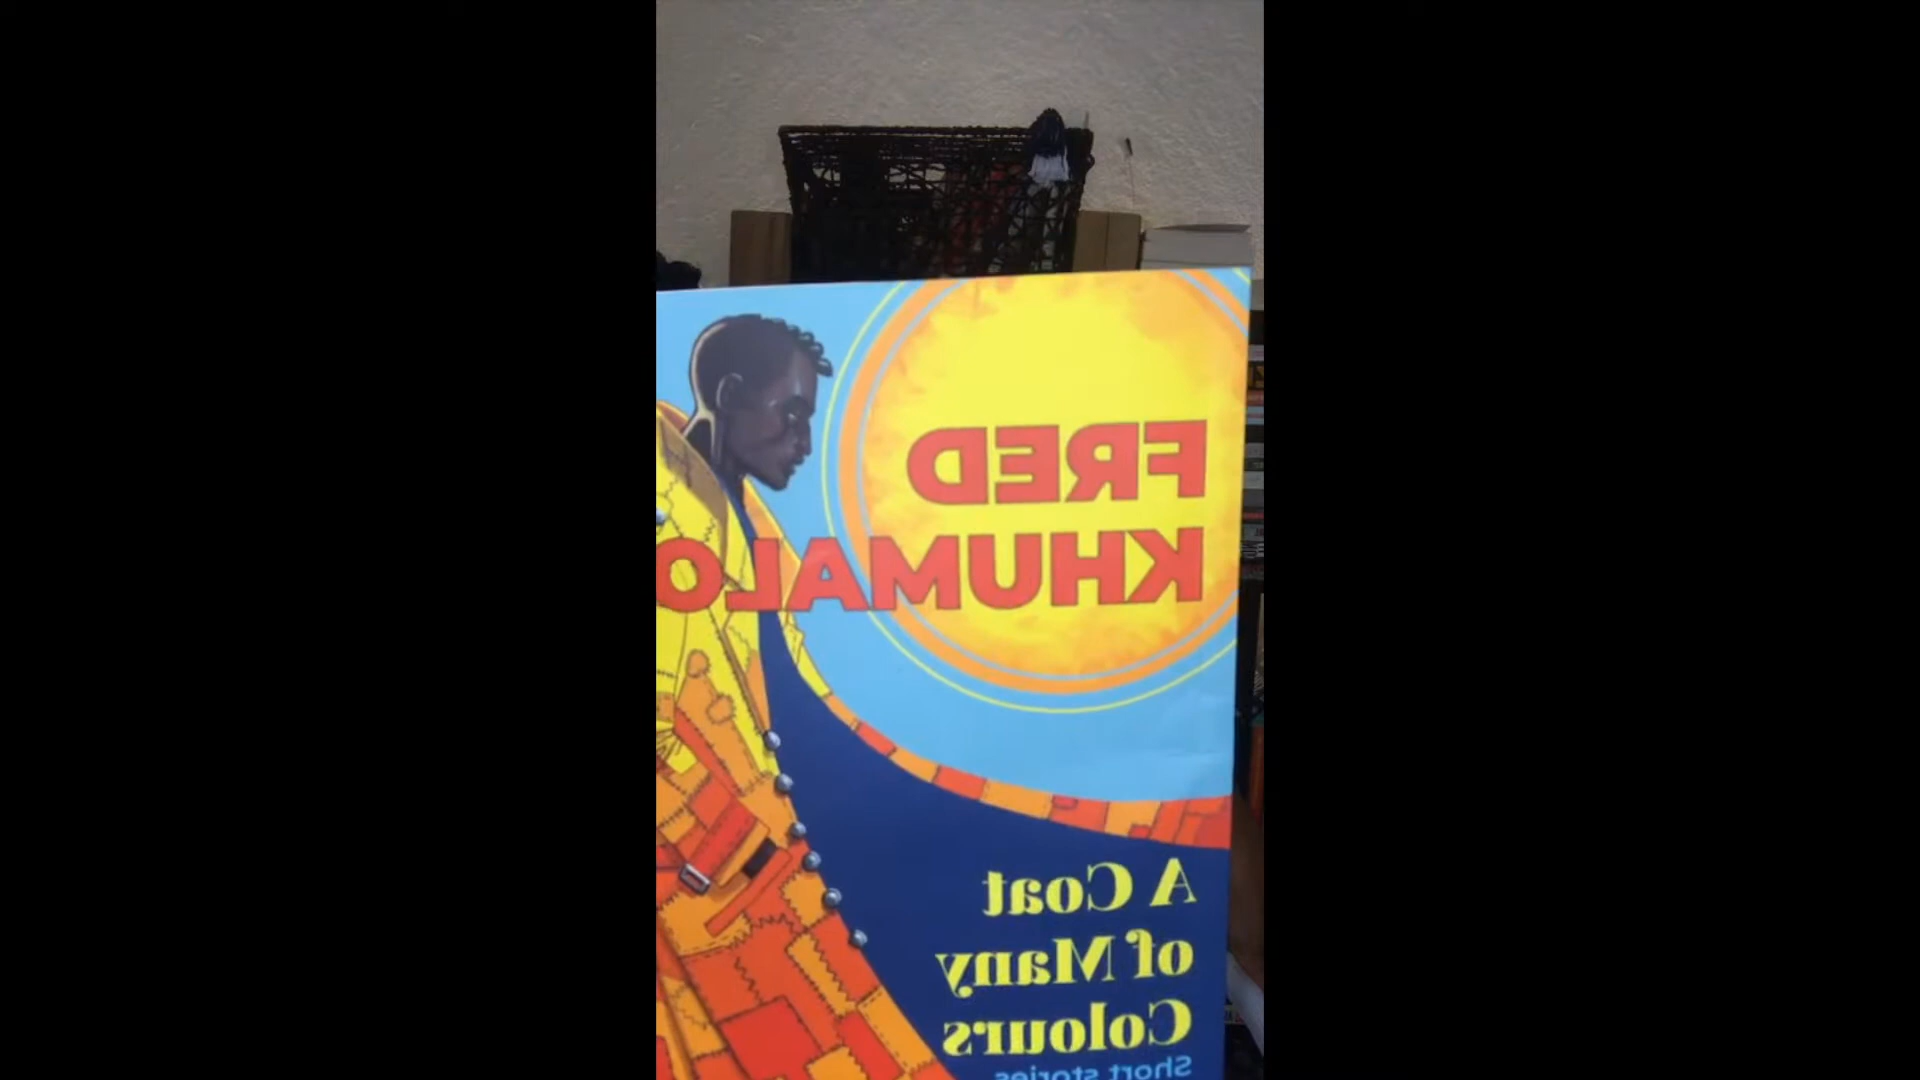 FRED
KHUMALO
A Coat
of Many
Colours
Short stories